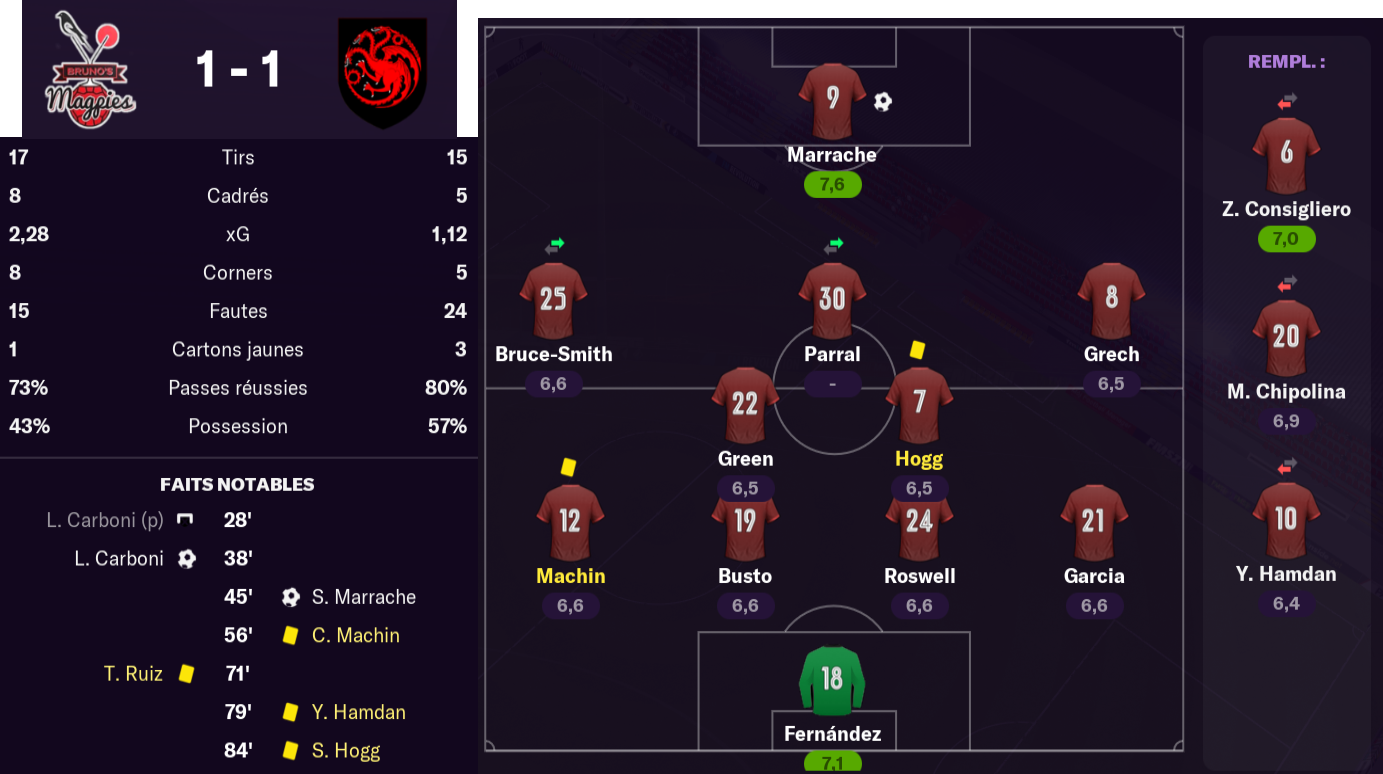 BRUNO'S
Magpies
1 - 1
17 Tirs 15
8 Cadrés 5
2,28 xG 1,12
8 Corners 5
15 Fautes 24
1 Cartons jaunes 3
73% Passes réussies 80%
43% Possession 57%
FAITS NOTABLES
L. Carboni (p) 28'
L. Carboni 38'
45' S. Marrache
56' C. Machin
T. Ruiz 71'
79' Y. Hamdan
84' S. Hogg
9
Marrache
7,6
25 30 8
Bruce-Smith Parral Grech
6,6 - 6,5
22 7
Green Hogg
6,5 6,5
12 19 24 21
Machin Busto Roswell Garcia
6,6 6,6 6,6 6,6
18
Fernández
7,1
REMPL. :
6
Z. Consigliero
7,0
20
M. Chipolina
6,9
10
Y. Hamdan
6,4